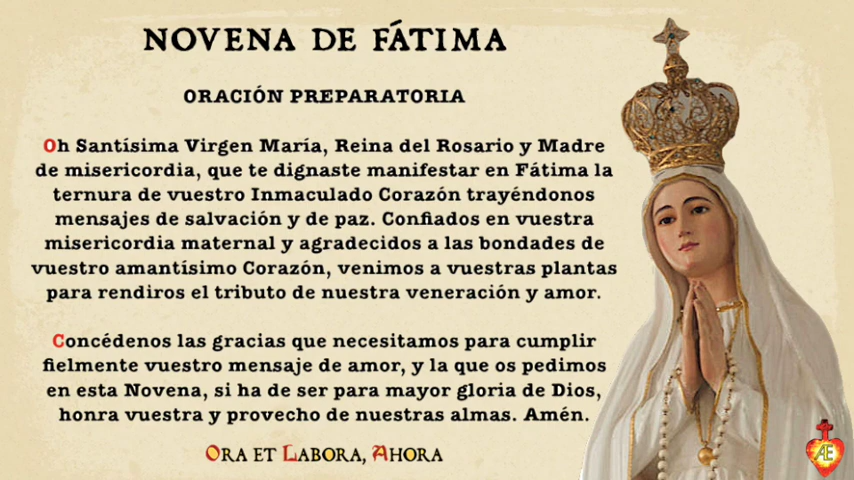 NOVENA DE FÁTIMA
ORACIÓN PREPARATORIA
Oh Santísima Virgen María, Reina del Rosario y Madre
de misericordia, que te dignaste manifestar en Fátima la
ternura de vuestro Inmaculado Corazón trayéndonos
mensajes de salvación y de paz. Confiados en vuestra
misericordia maternal y agradecidos a las bondades de
vuestro amantísimo Corazón, venimos a vuestras plantas
para rendiros el tributo de nuestra veneración y amor.
Concédenos las gracias que necesitamos para cumplir
fielmente vuestro mensaje de amor, y la que os pedimos
en esta Novena, si ha de ser para mayor gloria de Dios,
honra vuestra y provecho de nuestras almas. Amén.
ORA ET LABORA, AHORA
Æ